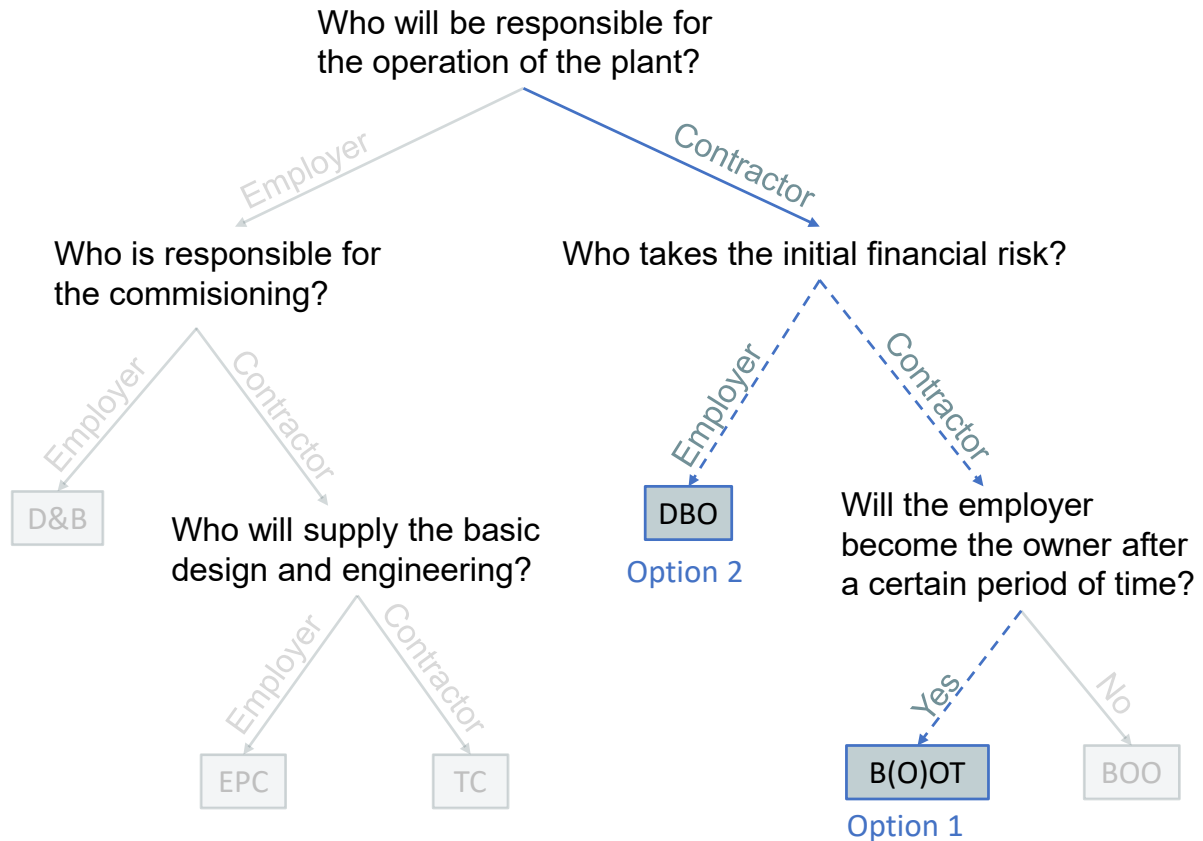 Who will be responsible for
the operation of the plant?
Employer
Contractor
Who is responsible for
the commisioning?
Who takes the initial financial risk?
Employer
Contractor
Employer
Contractor
D&B
Who will supply the basic
design and engineering?
DBO
Option 2
Will the employer
become the owner after
a certain period of time?
Employer
Contractor
Yes
No
EPC
TC
B(O)OT
Option 1
BOO